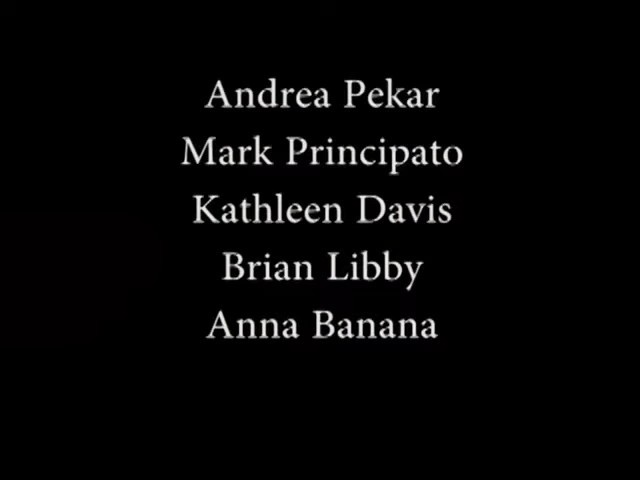 Andrea Pekar
Mark Principato
Kathleen Davis
Brian Libby
Anna Banana